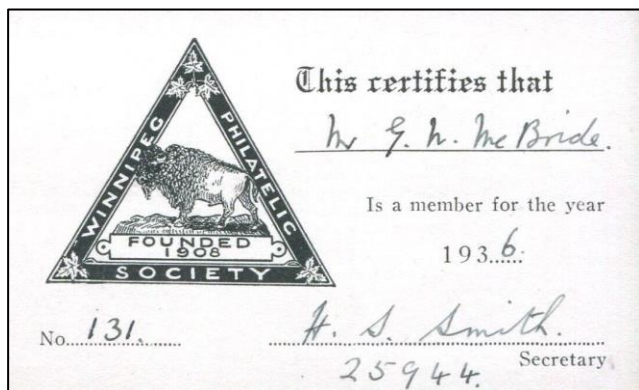 WINNIPEG PHILATELIC SOCIETY
FOUNDED
1908
This certifies that
Mr G. N. McBride.
Is a member for the year
1936.
No. 131.
H. S. Smith.
Secretary
25944